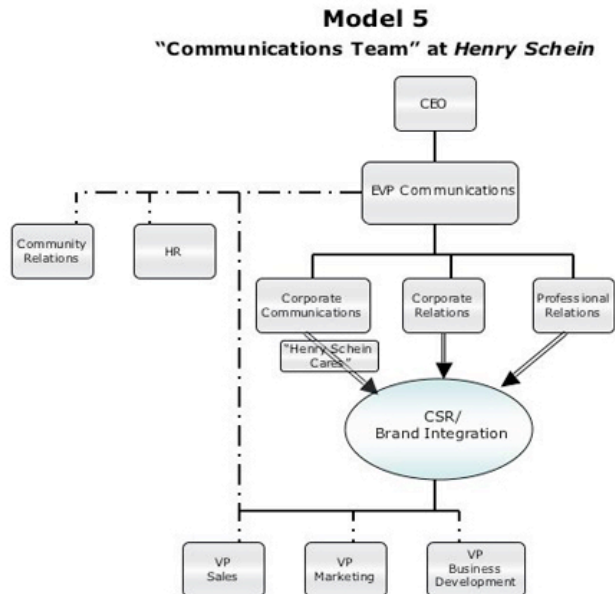 Model 5
“Communications Team” at Henry Schein
CEO
EVP Communications
Community
Relations
HR
Corporate
Communications
Corporate
Relations
Professional
Relations
“Henry Schein
Cares”
CSR/
Brand Integration
VP
Sales
VP
Marketing
VP
Business
Development